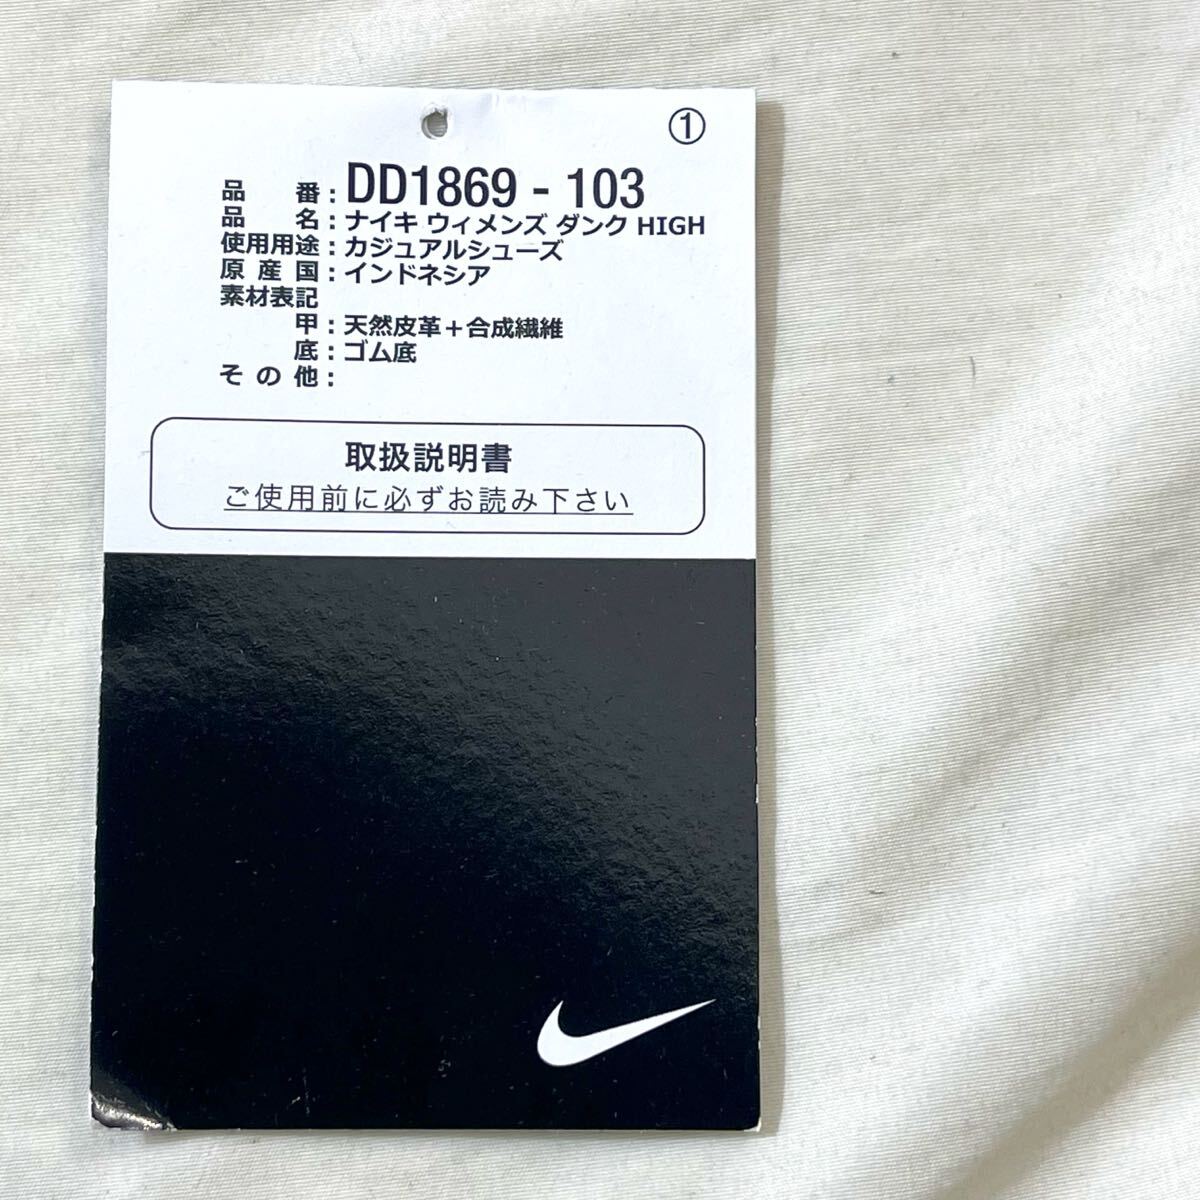 ①
品番:DD1869 - 103
品名:ナイキ ウィメンズ ダンク HIGH
使用用途:カジュアルシューズ
原産国:インドネシア
素材表記
甲:天然皮革+合成繊維
底:ゴム底
その他:
取扱説明書
ご使用前に必ずお読み下さい